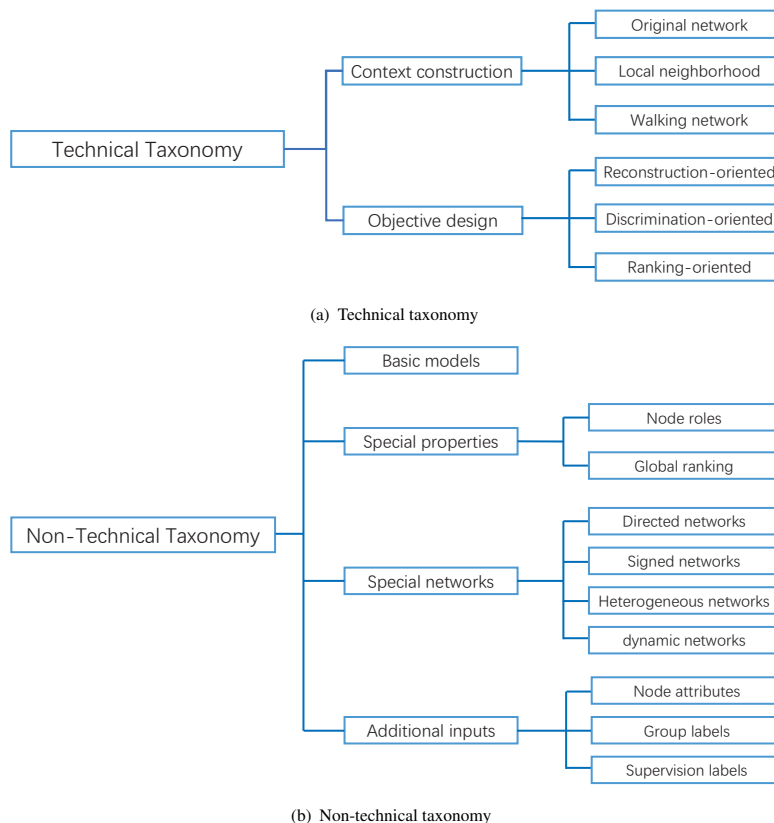 Technical Taxonomy
Context construction
Original network
Local neighborhood
Walking network
Objective design
Reconstruction-oriented
Discrimination-oriented
Ranking-oriented
(a) Technical taxonomy
Non-Technical Taxonomy
Basic models
Special properties
Node roles
Global ranking
Special networks
Directed networks
Signed networks
Heterogeneous networks
dynamic networks
Additional inputs
Node attributes
Group labels
Supervision labels
(b) Non-technical taxonomy